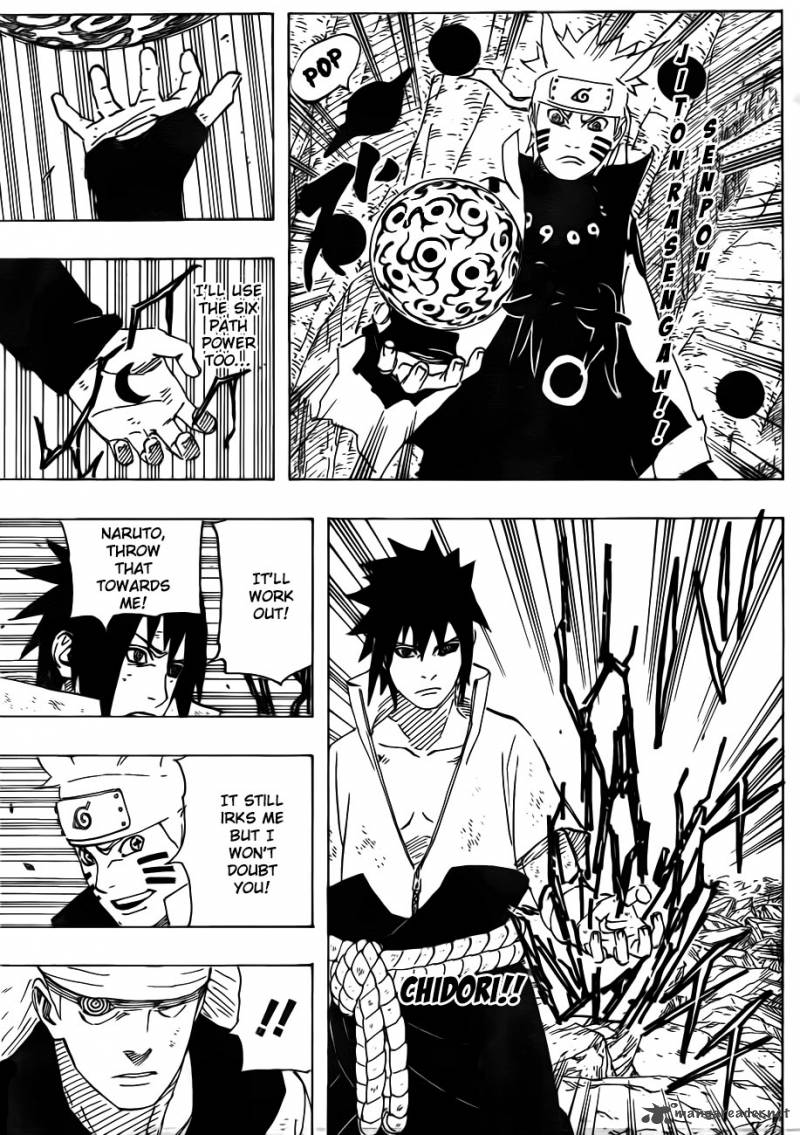 POP
SENPOU
JITON RASENGAN!!
I'LL USE
THE SIX
PATH
POWER
TOO...
CHIDORI!!
IT'LL
WORK
OUT!
NARUTO,
THROW
THAT
TOWARDS
ME!
IT STILL
IRKS ME
BUT I
WON'T
DOUBT
YOU!
!!
mangareader.net